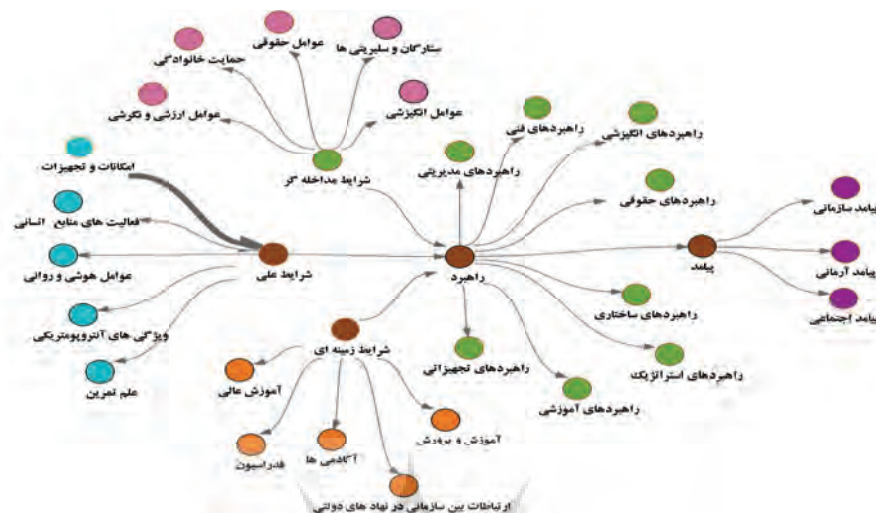 ستارگان و سلبریتی ها
عوامل حقوقی
حمایت خانوادگی
عوامل انگیزشی
عوامل ارزشی و نگرشی
راهبردهای فنی
راهبردهای انگیزشی
شرایط مداخله گر
راهبردهای مدیریتی
امکانات و تجهیزات
راهبردهای حقوقی
پیامد سازمانی
فعالیت های منابع انسانی
عوامل هوشی و روانی
شرایط علی
راهبرد
پیامد
پیامد آرمانی
پیامد اجتماعی
راهبردهای ساختاری
ویژگی های آنتروپومتریکی
شرایط زمینه ای
راهبردهای تجهیزاتی
راهبردهای استراتژیک
علم تمرین
آموزش عالی
راهبردهای آموزشی
آموزش و پرورش
آکادمی ها
فدراسیون
ارتباطات بین سازمانی در نهاد های دولتی